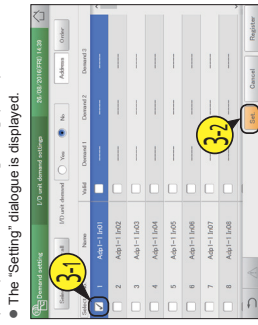 ● The “Setting” dialogue is displayed.
Demand setting I/O unit demand settings 26/08/2016(FRI) 14:39
I/O unit demand Yes No Address Order
Name Valid Demand 1 Demand 2 Demand 3
3-1
1 Adp1-1 In01
2 Adp1-1 In02
3 Adp1-1 In03
4 Adp1-1 In04
5 Adp1-1 In05
6 Adp1-1 In06
7 Adp1-1 In07
8 Adp1-1 In08
3-2
Set. Cancel Register